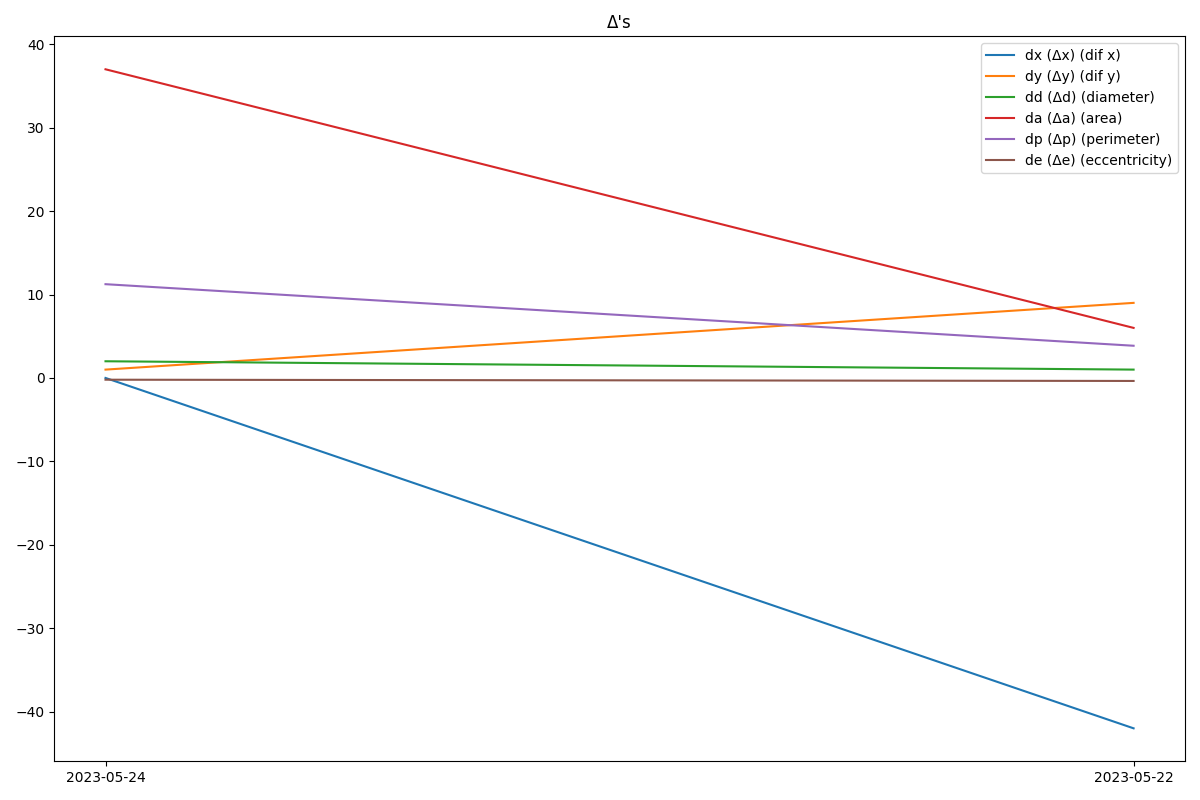 Δ's
40
30
20
10
0
−10
−20
−30
−40
dx (Δx) (dif x)
dy (Δy) (dif y)
dd (Δd) (diameter)
da (Δa) (area)
dp (Δp) (perimeter)
de (Δe) (eccentricity)
2023-05-24
2023-05-22